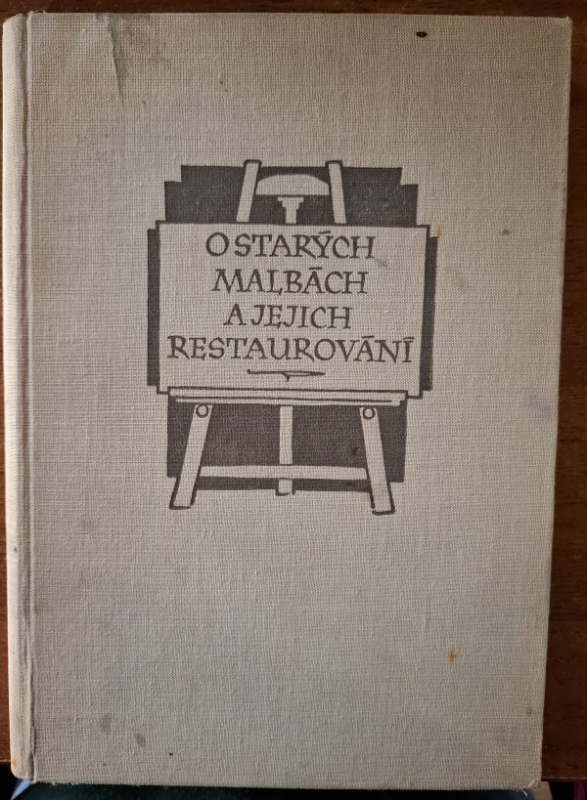 O STARÝCH
MALBÁCH
A JEJICH
RESTAUROVÁNÍ